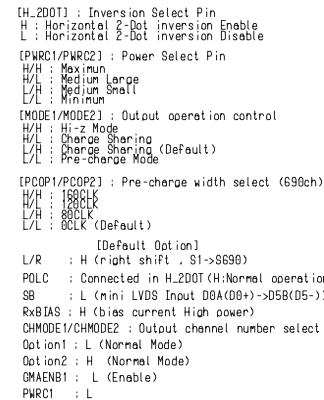 [H_2DOT] : Inversion Select Pin
H : Horizontal 2-Dot inversion Enable
L : Horizontal 2-Dot inversion Disable
[PWRC1/PWRC2] : Power Select Pin
H/H : Maximun
H/L : Medium Large
L/H : Medium Small
L/L : Minimum
[MODE1/MODE2] : Output operation control
H/H : Hi-z Mode
H/L : Charge Sharing
L/H : Charge Sharing (Default)
L/L : Pre-charge Mode
[PCOP1/PCOP2] : Pre-charge width select (690ch)
H/H : 160CLK
H/L : 120CLK
L/H : 80CLK
L/L : 0CLK (Default)
[Default Option]
L/R : H (right shift , S1->S690)
POLC : Connected in H_2DOT(H:Normal operation
SB : L (mini LVDS Input D0A(D0+)->D5B(D5-)
RxBIAS : H (bias current High power)
CHMODE1/CHMODE2 : Output channel number select
Option1 : L (Normal Mode)
Option2 : H (Normal Mode)
GMAENB1 : L (Enable)
PWRC1 : L